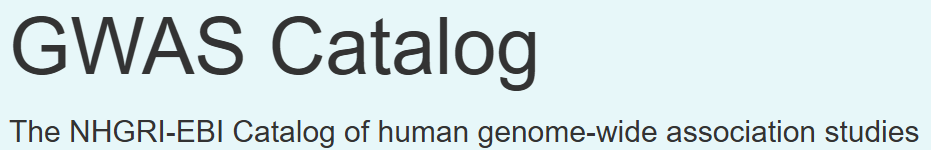 GWAS Catalog
The NHGRI-EBI Catalog of human genome-wide association studies